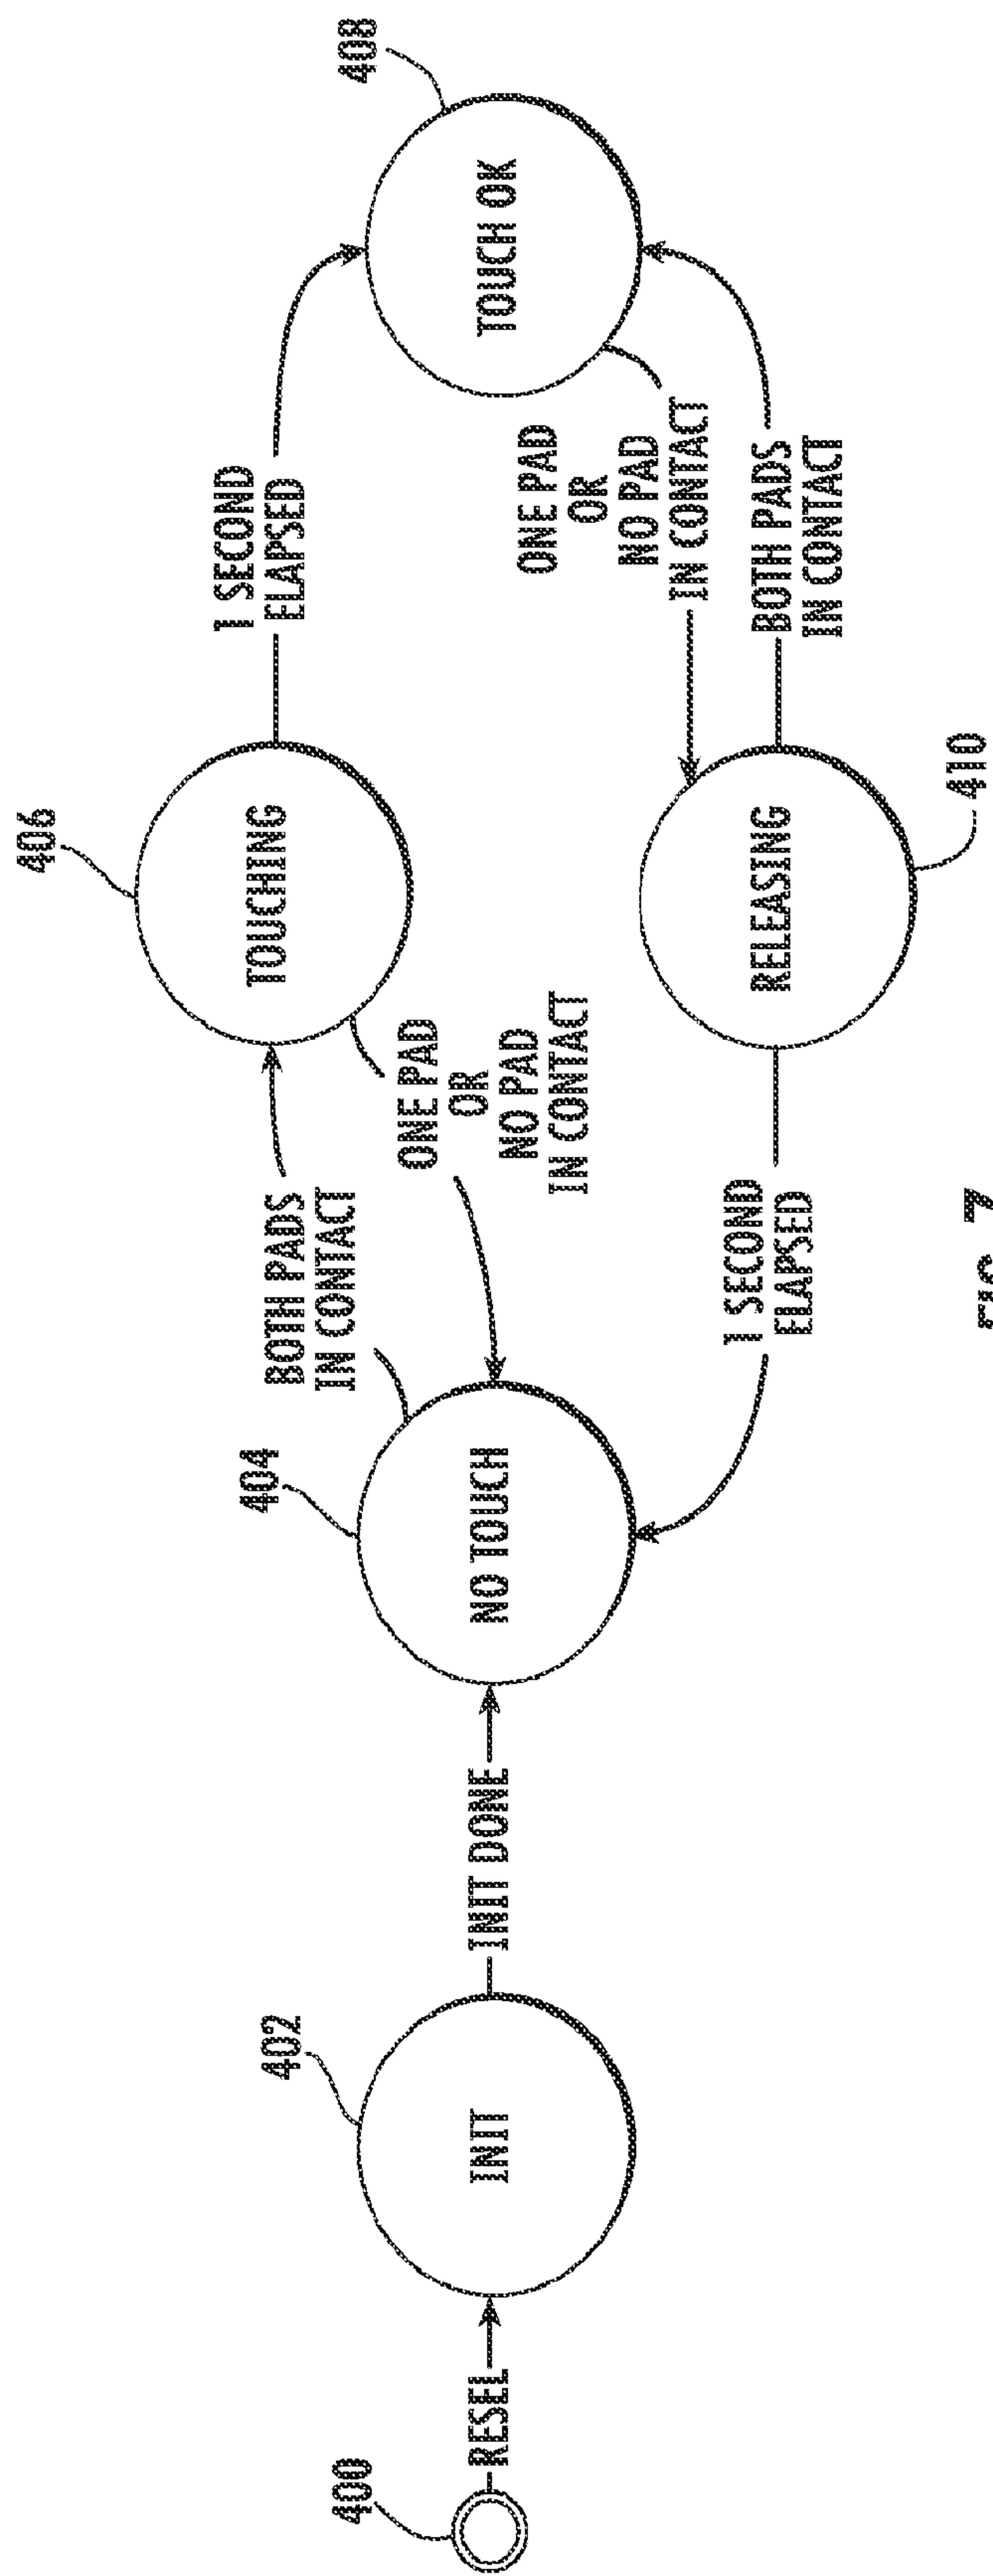 400
RESEL
402
INIT
INIT DONE
404
NO TOUCH
BOTH PADS
IN CONTACT
ONE PAD
OR
NO PAD
IN CONTACT
406
TOUCHING
1 SECOND
ELAPSED
408
TOUCH OK
ONE PAD
OR
NO PAD
IN CONTACT
BOTH PADS
IN CONTACT
RELEASING
410
1 SECOND
ELAPSED
7